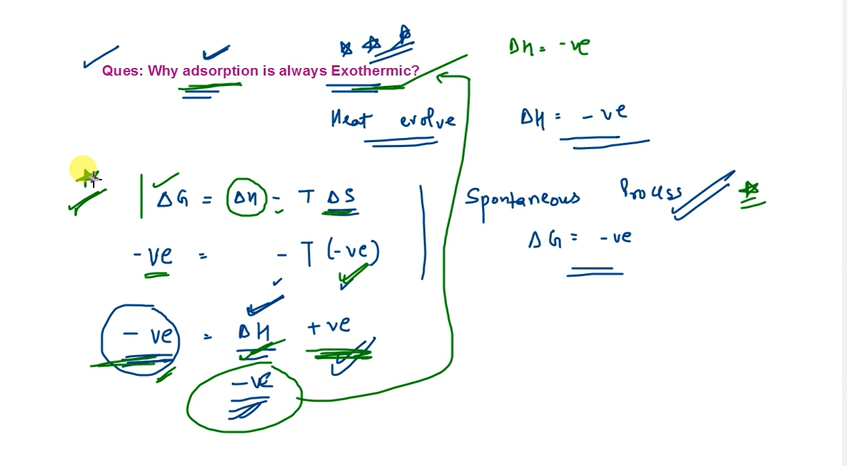 ΔH = -ve
Ques: Why adsorption is always Exothermic?
Heat evolve
ΔH = -ve
ΔG = ΔH - TΔS
Spontaneous Process
-ve = - T(-ve)
ΔG = -ve
-ve = ΔH +ve
-ve